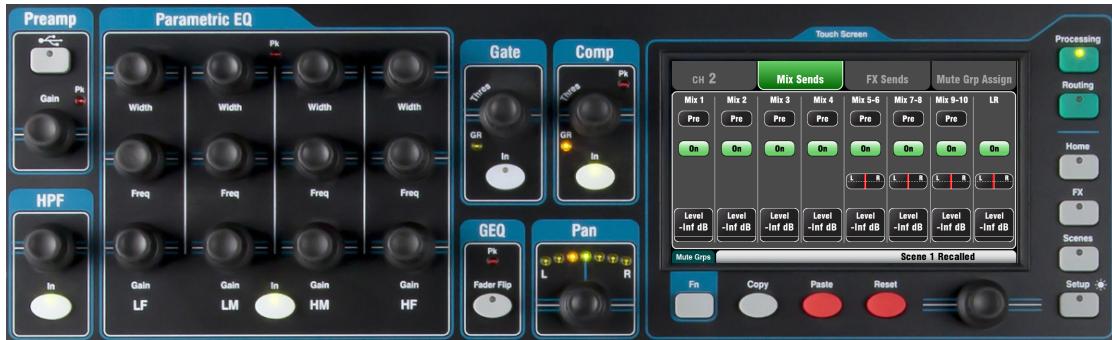 Preamp
Gain
Pk
HPF
In
Parametric EQ
Pk
Width
Width
Width
Width
Freq
Freq
Freq
Freq
Gain
Gain
In
Gain
Gain
LF
LM
HM
HF
Gate
Thres
GR
In
Comp
Thres
Pk
GR
In
GEQ
Pk
Fader Flip
Pan
L
R
Touch Screen
CH 2
Mix Sends
FX Sends
Mute Grp Assign
Mix 1 Mix 2 Mix 3 Mix 4 Mix 5-6 Mix 7-8 Mix 9-10 LR
Pre Pre Pre Pre Pre Pre Pre
On On On On On On On On
L R L R L R L R
Level Level Level Level Level Level Level Level
-Inf dB -Inf dB -Inf dB -Inf dB -Inf dB -Inf dB -Inf dB -Inf dB
Mute Grps
Scene 1 Recalled
Fn
Copy
Paste
Reset
Processing
Routing
Home
FX
Scenes
Setup